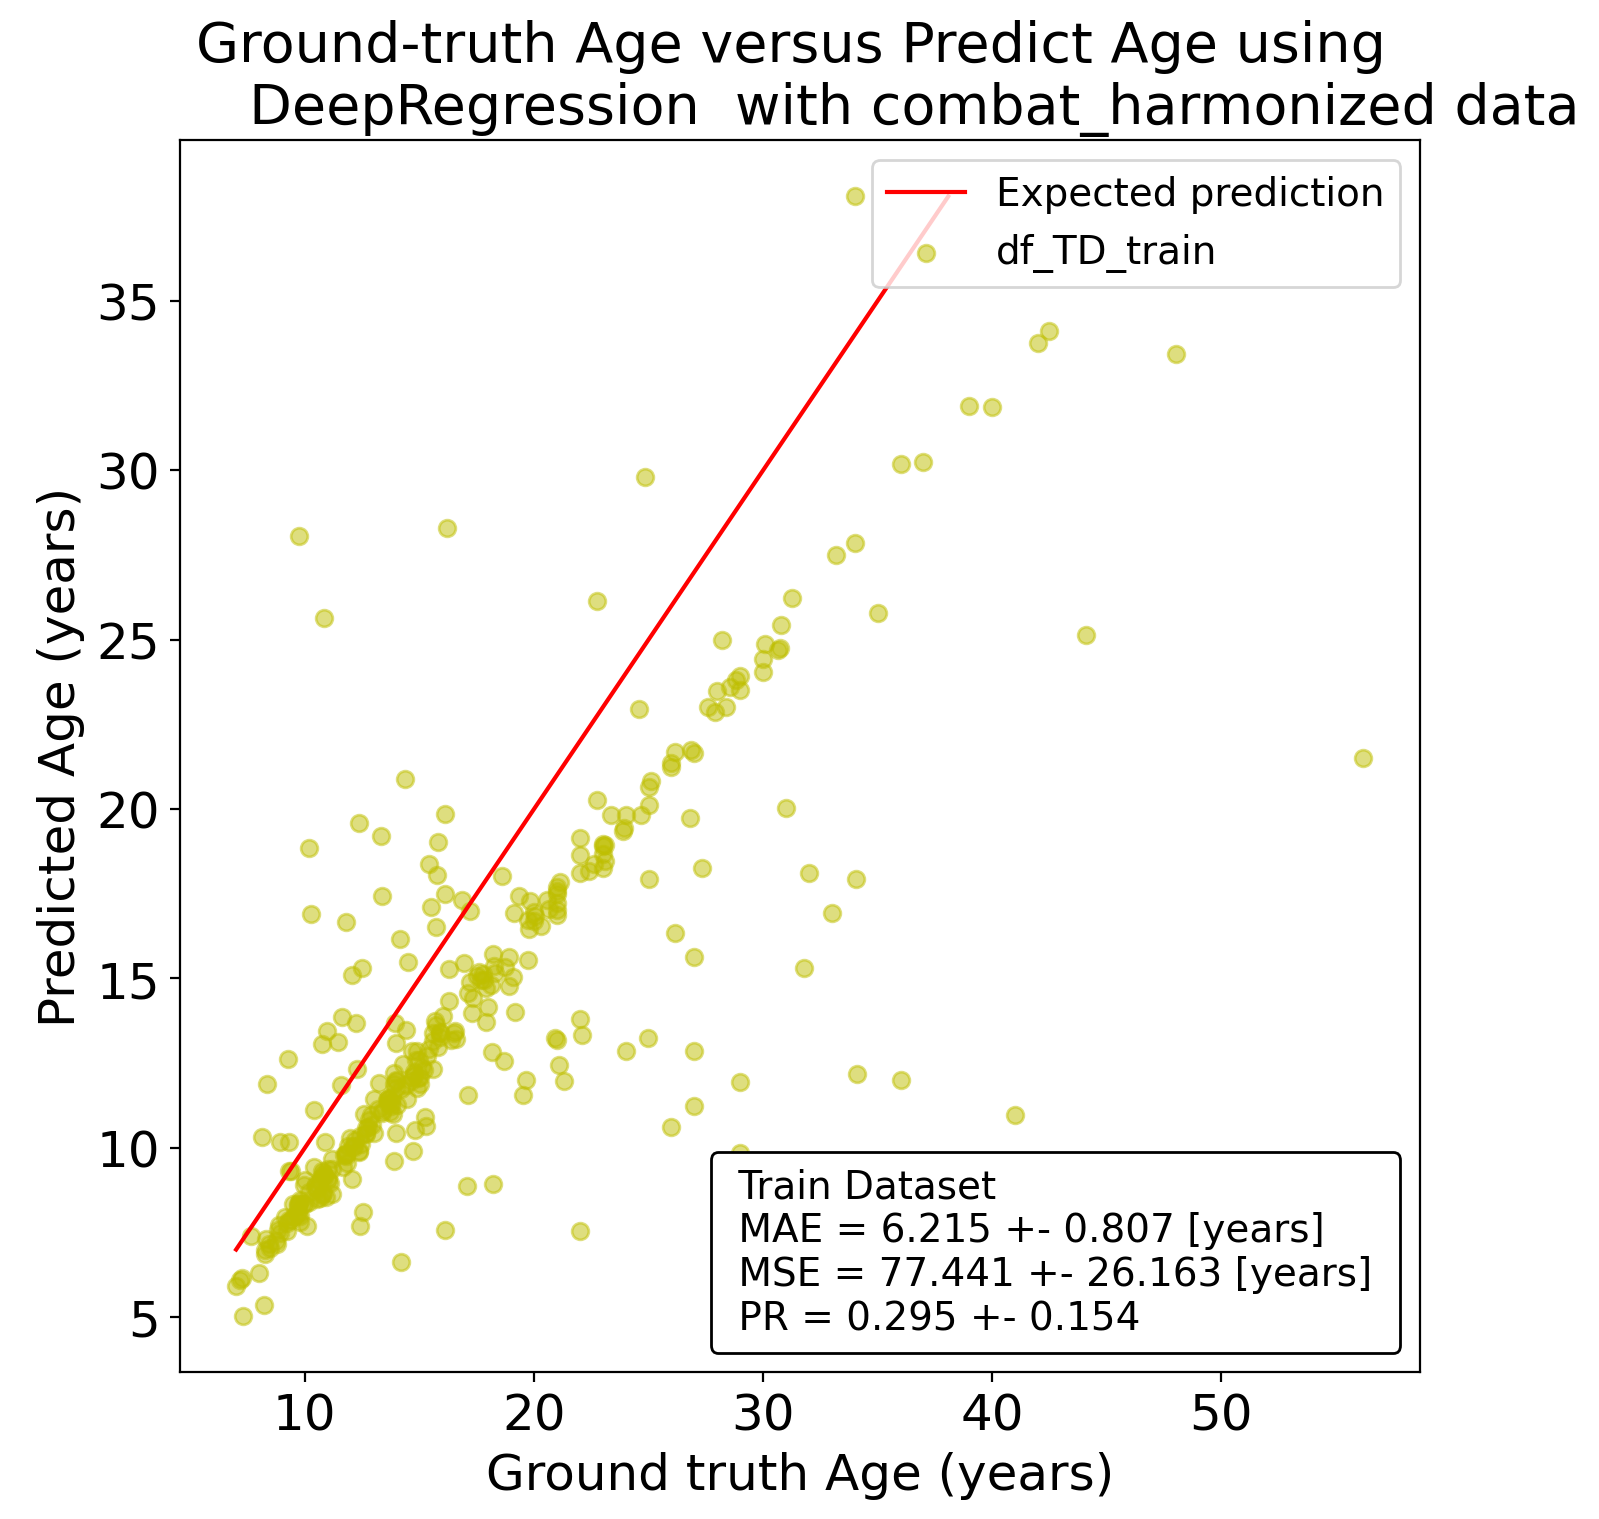 Ground-truth Age versus Predict Age using
DeepRegression  with combat_harmonized data
Expected prediction
df_TD_train
35
30
25
20
15
10
5
Predicted Age (years)
Train Dataset
MAE = 6.215 +- 0.807 [years]
MSE = 77.441 +- 26.163 [years]
PR = 0.295 +- 0.154
10 20 30 40 50
Ground truth Age (years)